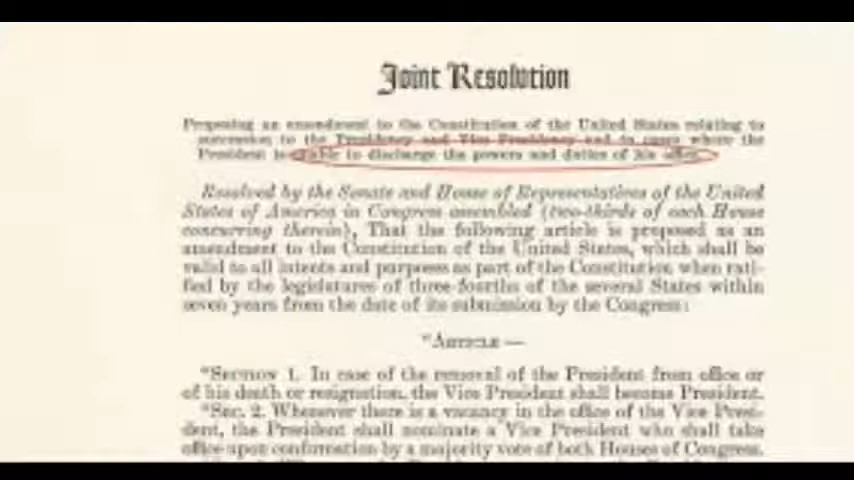 Joint Resolution
Proposing an amendment to the Constitution of the United States relating to
succession to the Presidency and Vice Presidency and to cases where the
President is unable to discharge the powers and duties of his office.
Resolved by the Senate and House of Representatives of the United
States of America in Congress assembled (two-thirds of each House
concurring therein), That the following article is proposed as an
amendment to the Constitution of the United States, which shall be
valid to all intents and purposes as part of the Constitution when rati-
fied by the legislatures of three-fourths of the several States within
seven years from the date of its submission by the Congress:
"ARTICLE —
"SECTION 1. In case of the removal of the President from office or
of his death or resignation, the Vice President shall become President.
"SEC. 2. Whenever there is a vacancy in the office of the Vice Presi-
dent, the President shall nominate a Vice President who shall take
office upon confirmation by a majority vote of both Houses of Congress.